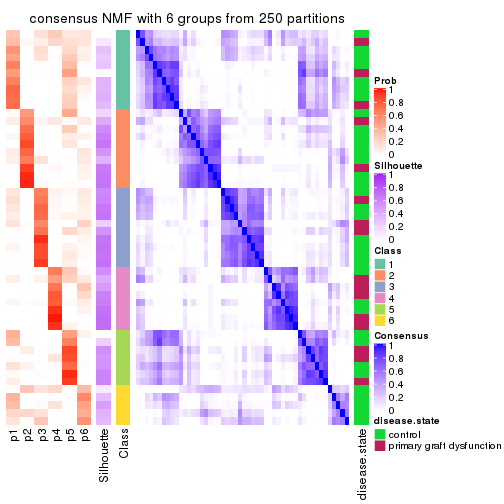 consensus NMF with 6 groups from 250 partitions
Prob
1
0.8
0.6
0.4
0.2
0
Silhouette
1
0.8
0.6
0.4
0.2
0
Class
1
2
3
4
5
6
Consensus
1
0.8
0.6
0.4
0.2
0
disease.state
control
primary graft dysfunction
p1
p2
p3
p4
p5
p6
Silhouette
Class
disease.state